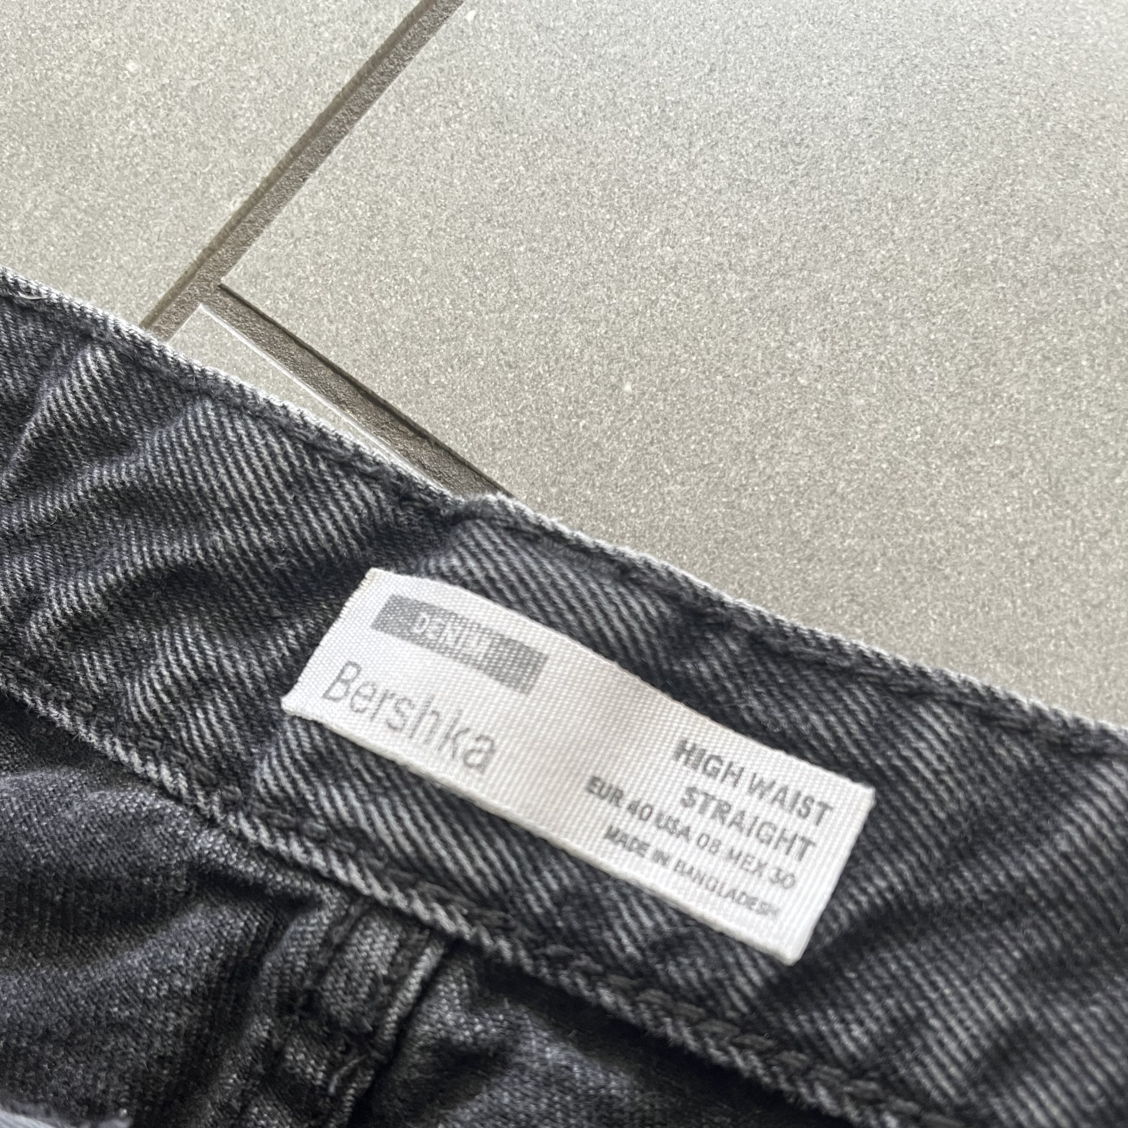 DENIM
Bershka
HIGH WAIST
STRAIGHT
EUR 40 USA 08 MEX 30
MADE IN BANGLADESH